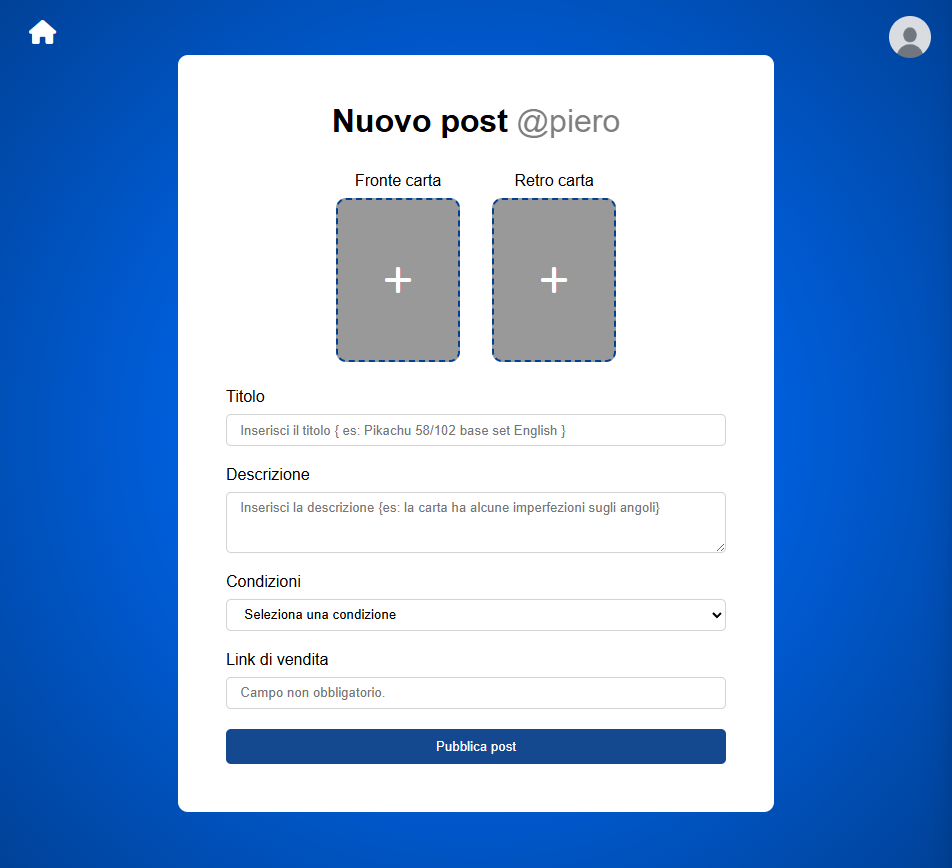 Nuovo post @piero
Fronte carta Retro carta
Titolo
Inserisci il titolo { es: Pikachu 58/102 base set English }
Descrizione
Inserisci la descrizione {es: la carta ha alcune imperfezioni sugli angoli}
Condizioni
Seleziona una condizione
Link di vendita
Campo non obbligatorio.
Pubblica post